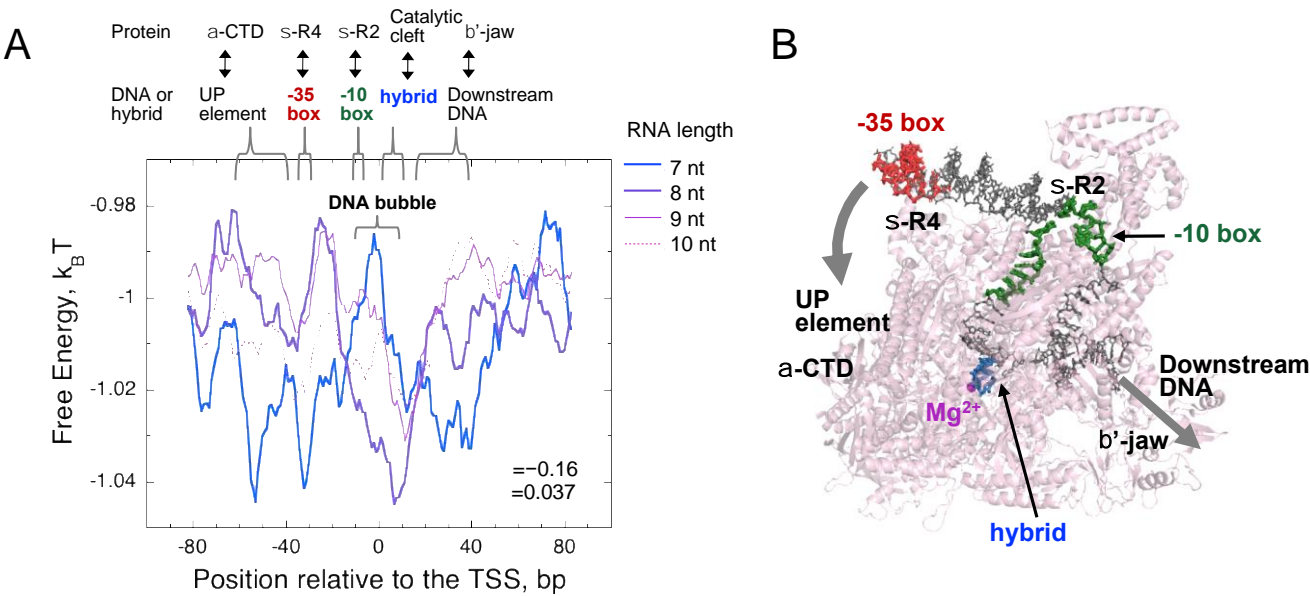 A
Protein
a-CTD
s-R4
s-R2
Catalytic
cleft
b'-jaw
DNA or
hybrid
UP
element
-35
box
-10
box
hybrid
Downstream
DNA
RNA length
7 nt
8 nt
9 nt
10 nt
DNA bubble
Free Energy, kBT
-0.98
-1
-1.02
-1.04
=−0.16
=0.037
-80
-40
0
40
80
Position relative to the TSS, bp
B
-35 box
s-R2
s-R4
-10 box
UP
element
a-CTD
Downstream
DNA
Mg2+
b'-jaw
hybrid